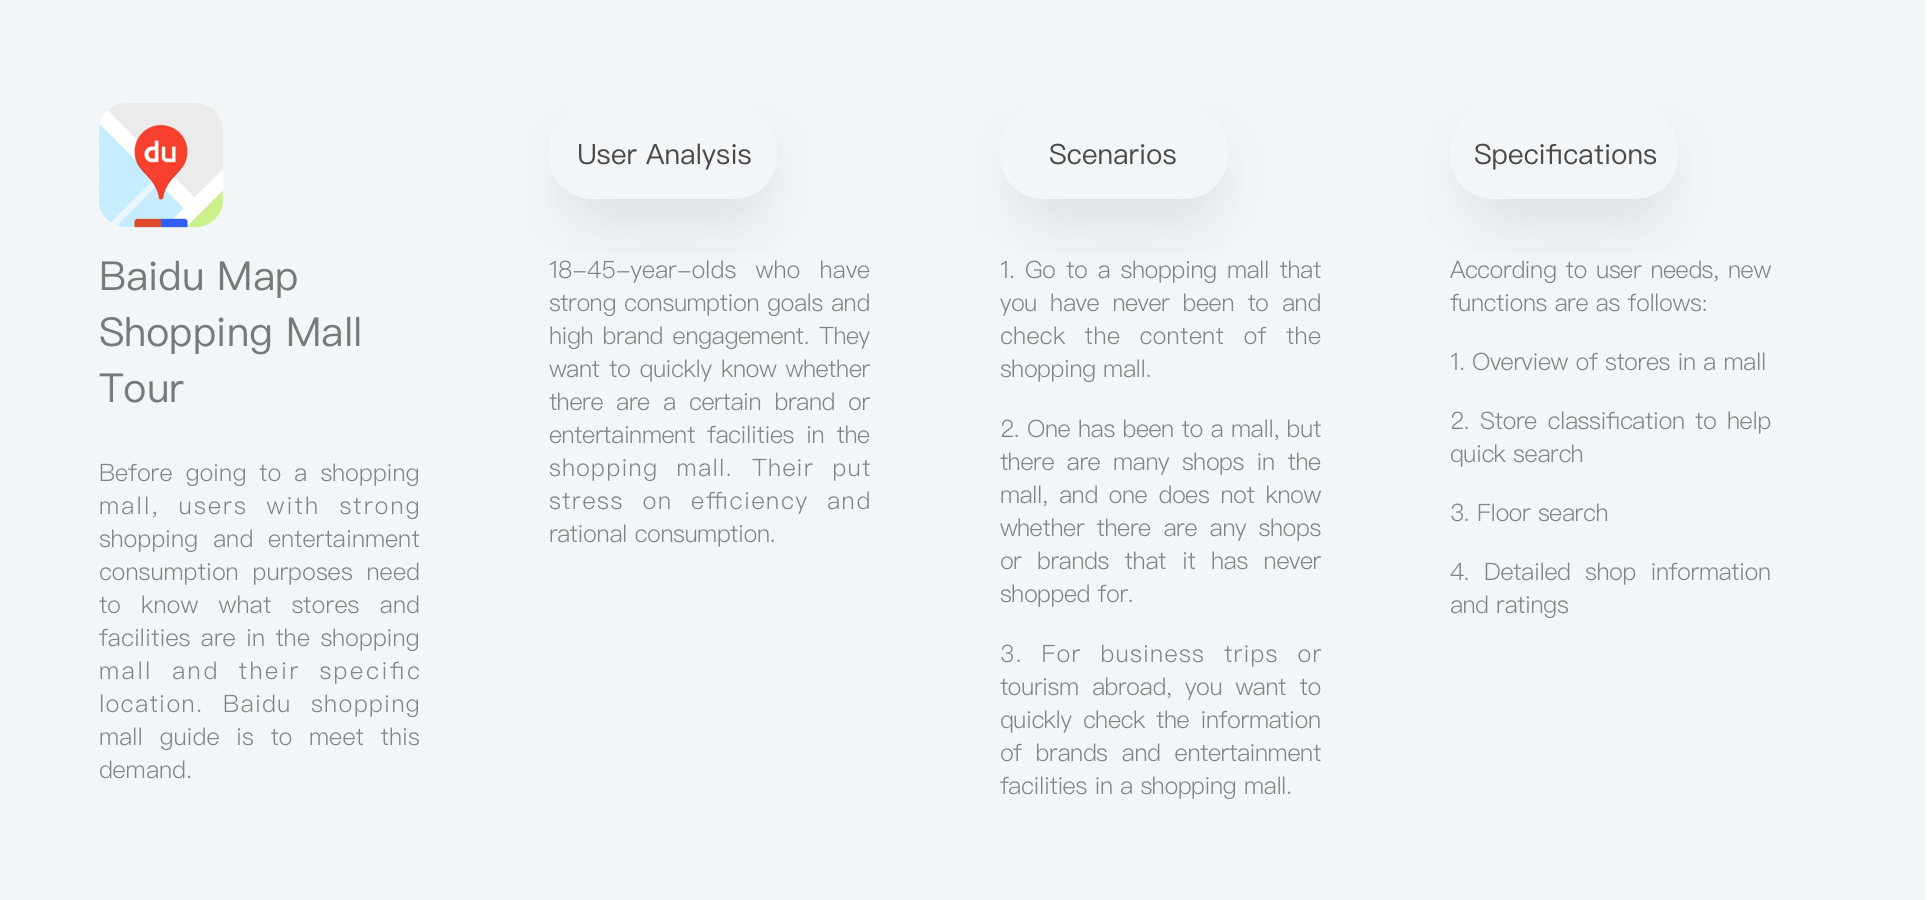 du
Baidu Map
Shopping Mall
Tour
Before going to a shopping
mall, users with strong
shopping and entertainment
consumption purposes need
to know what stores and
facilities are in the shopping
mall and their specific
location. Baidu shopping
mall guide is to meet this
demand.
User Analysis
18-45-year-olds who have
strong consumption goals and
high brand engagement. They
want to quickly know whether
there are a certain brand or
entertainment facilities in the
shopping mall. Their put
stress on efficiency and
rational consumption.
Scenarios
1. Go to a shopping mall that
you have never been to and
check the content of the
shopping mall.
2. One has been to a mall, but
there are many shops in the
mall, and one does not know
whether there are any shops
or brands that it has never
shopped for.
3. For business trips or
tourism abroad, you want to
quickly check the information
of brands and entertainment
facilities in a shopping mall.
Specifications
According to user needs, new
functions are as follows:
1. Overview of stores in a mall
2. Store classification to help
quick search
3. Floor search
4. Detailed shop information
and ratings